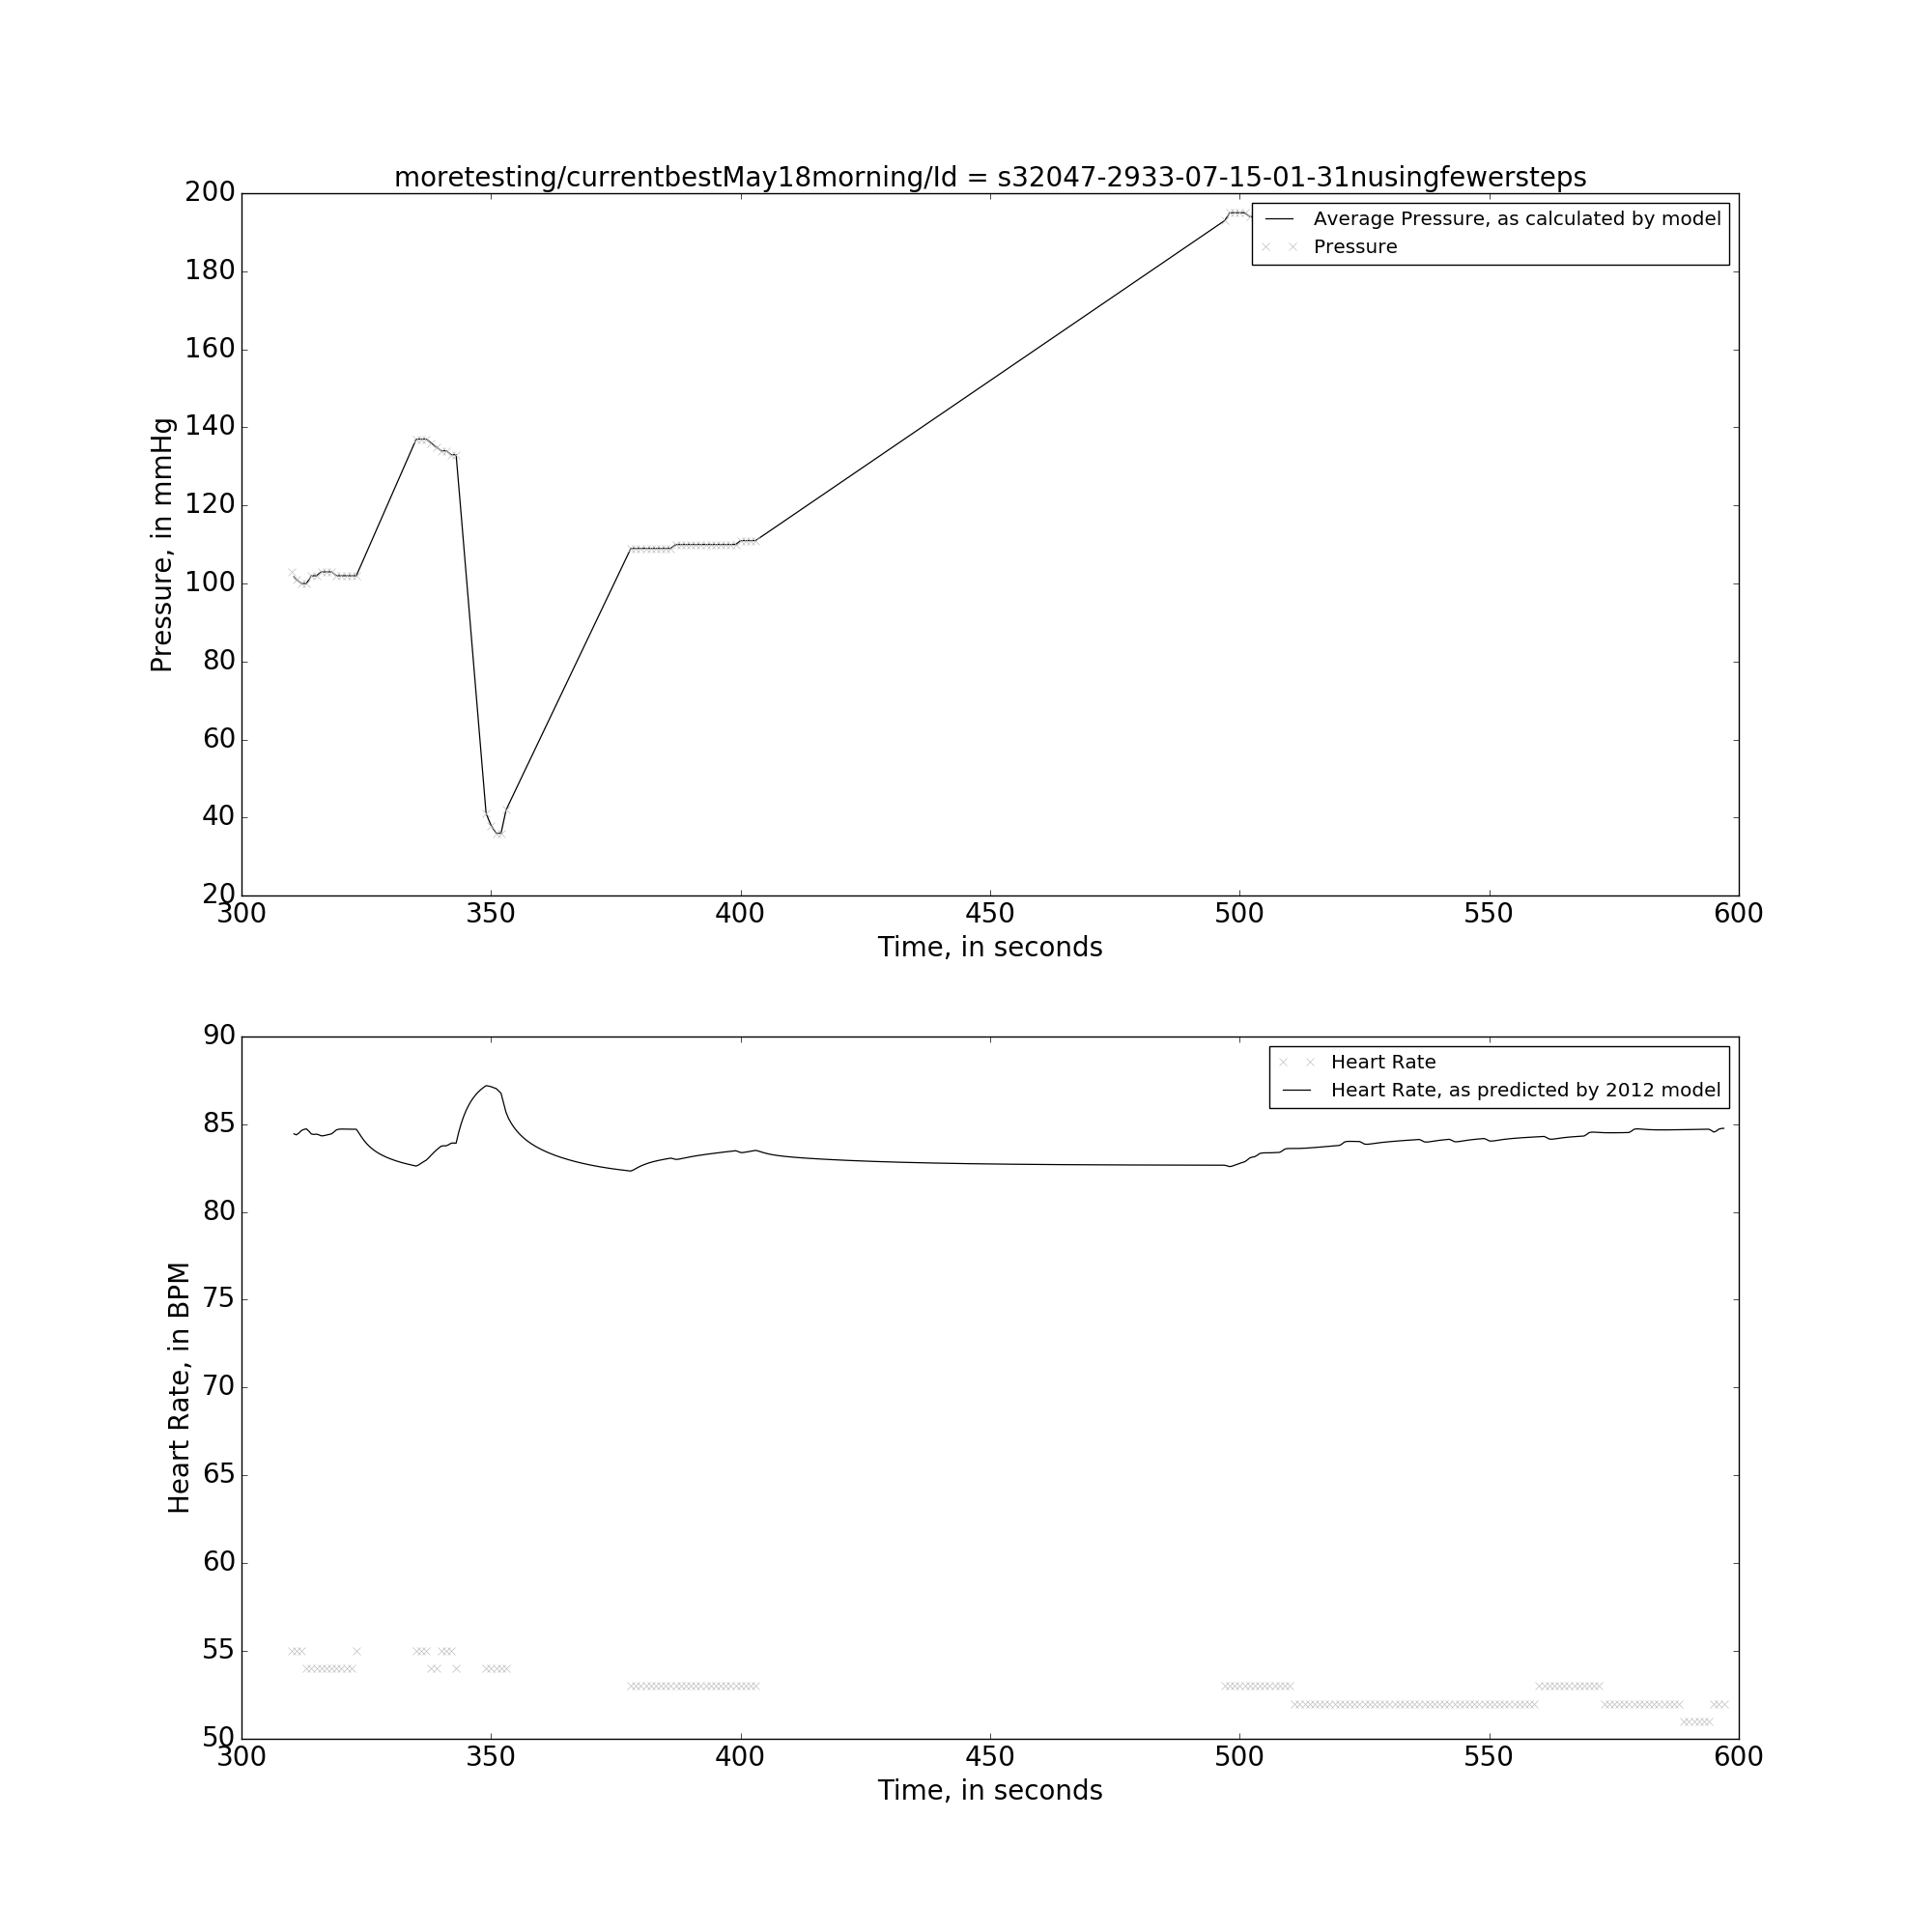 moretesting/currentbestMay18morning/Id = s32047-2933-07-15-01-31nusingfewersteps
200
180
160
140
120
100
80
60
40
20
Pressure, in mmHg
Average Pressure, as calculated by model
Pressure
300 350 400 450 500 550 600
Time, in seconds
90
85
80
75
70
65
60
55
50
Heart Rate, in BPM
Heart Rate
Heart Rate, as predicted by 2012 model
300 350 400 450 500 550 600
Time, in seconds